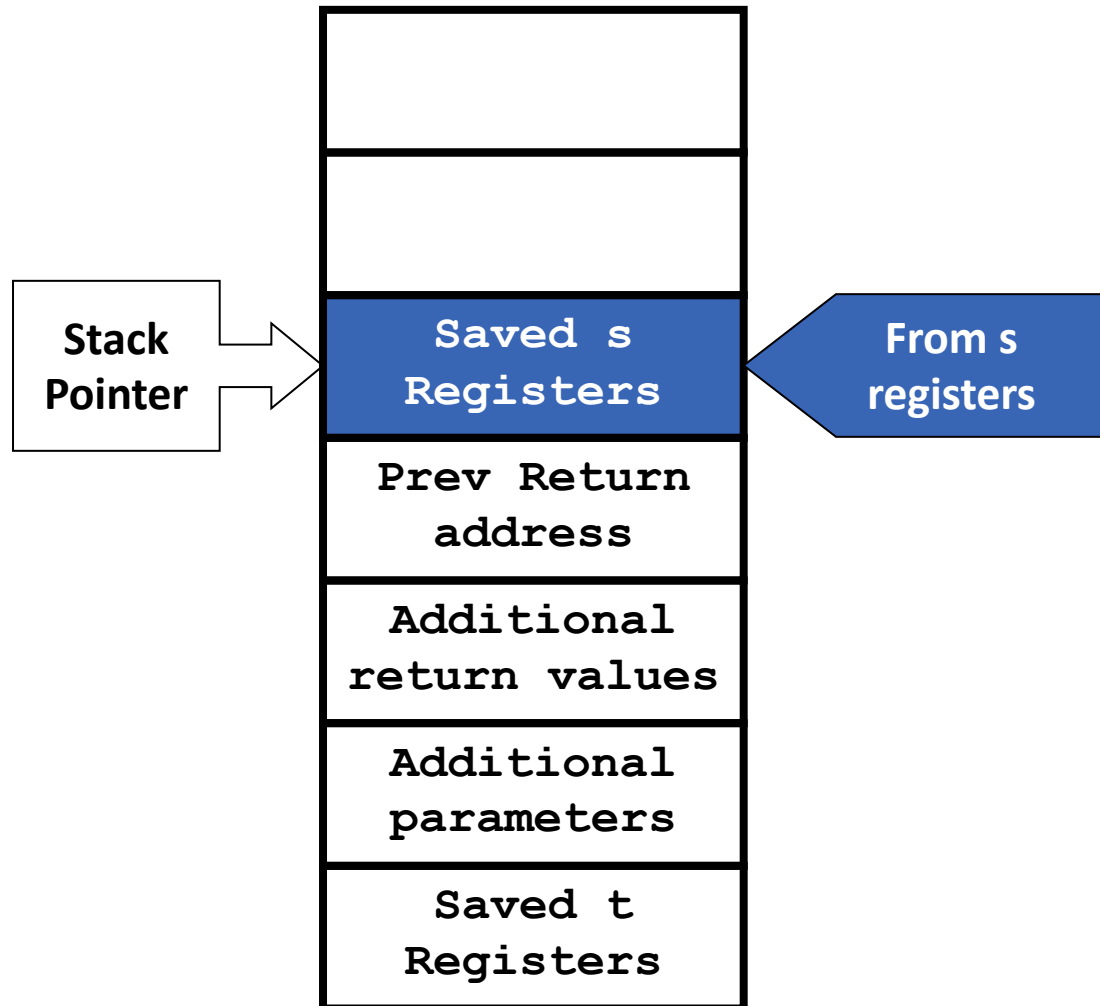 Stack
Pointer
Saved s
Registers
From s
registers
Prev Return
address
Additional
return values
Additional
parameters
Saved t
Registers